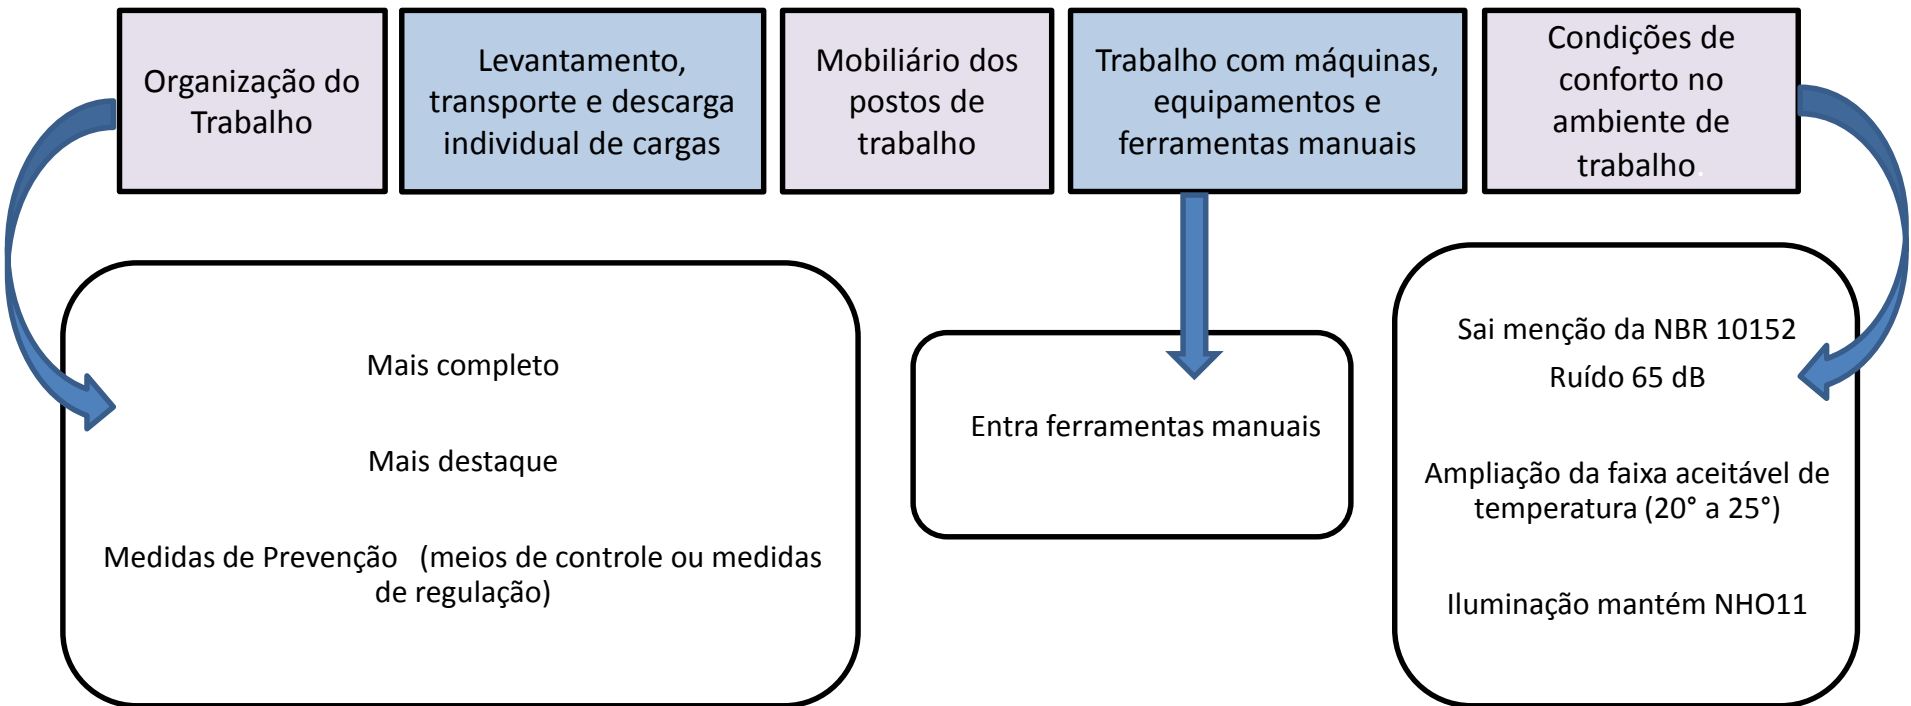 Organização do
Trabalho
Levantamento,
transporte e descarga
individual de cargas
Mobiliário dos
postos de
trabalho
Trabalho com máquinas,
equipamentos e
ferramentas manuais
Condições de
conforto no
ambiente de
trabalho.
Mais completo
Mais destaque
Medidas de Prevenção (meios de controle ou medidas
de regulação)
Entra ferramentas manuais
Sai menção da NBR 10152
Ruído 65 dB
Ampliação da faixa aceitável de
temperatura (20° a 25°)
Iluminação mantém NHO11